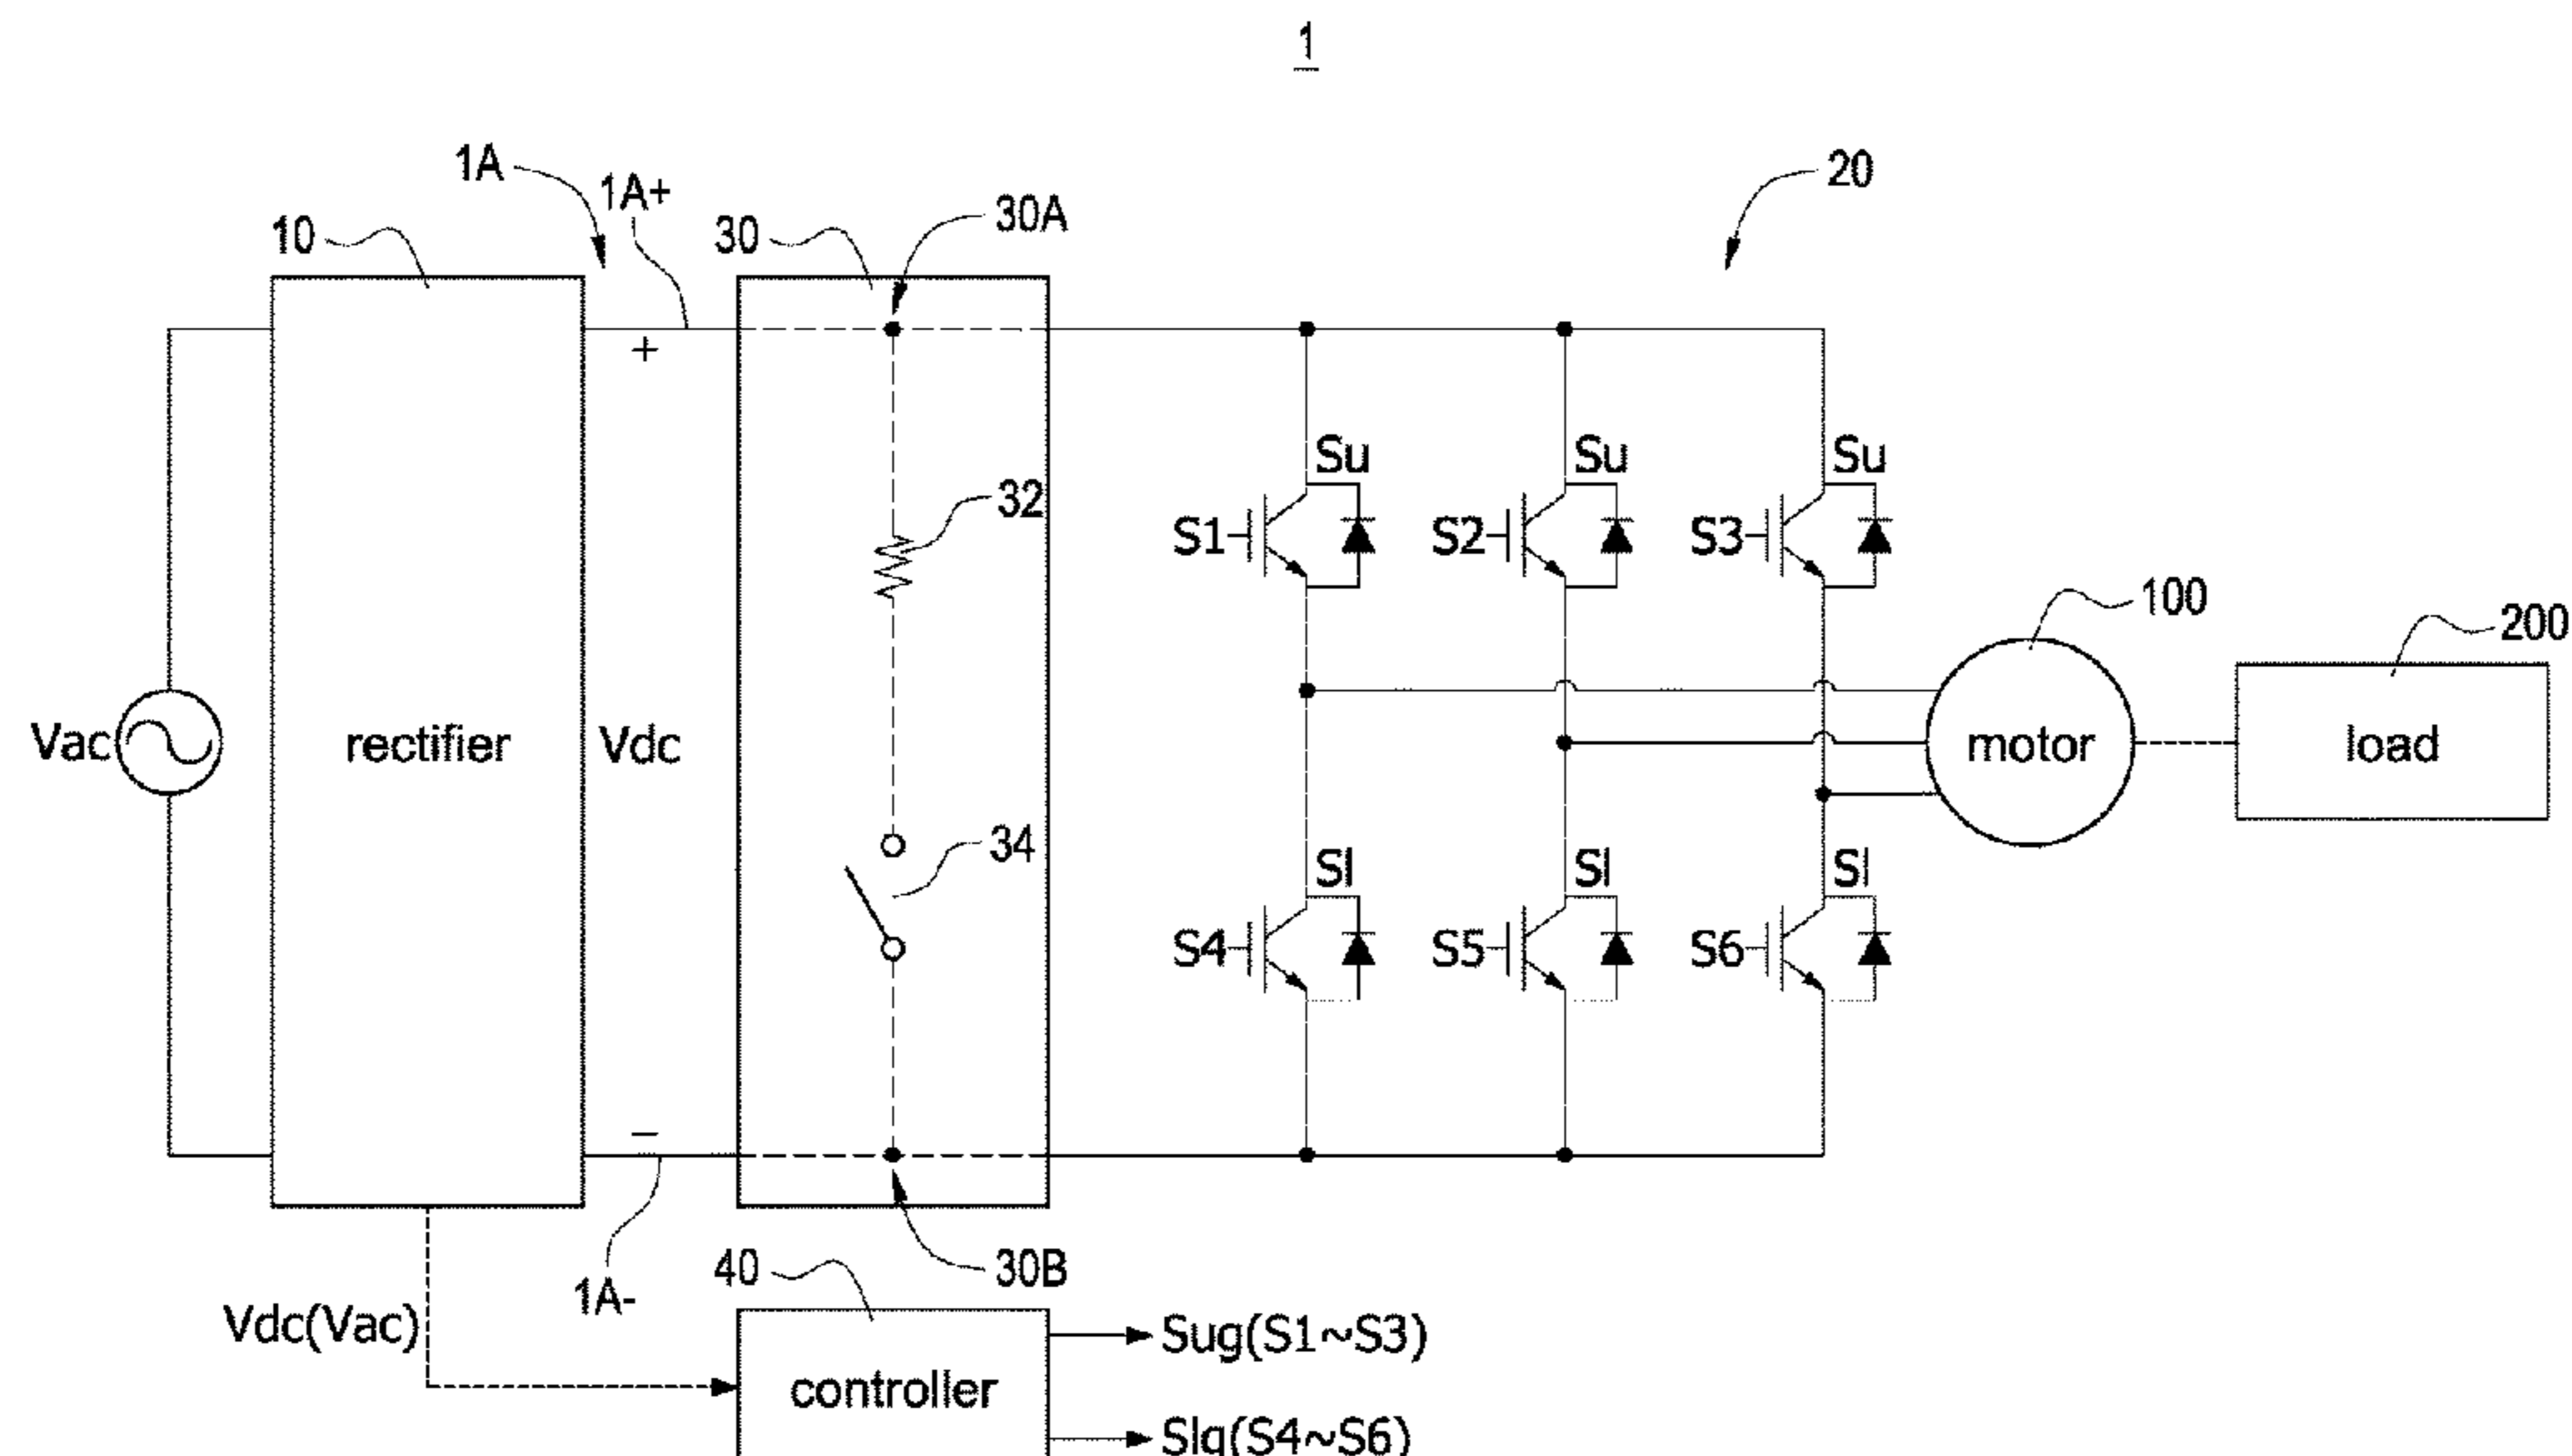 1
1A
1A+
10
30
30A
20
+
Su
Su
Su
32
S1
S2
S3
100
200
Vac
rectifier
Vdc
motor
load
34
Sl
Sl
Sl
S4
S5
S6
−
1A-
30B
40
Vdc(Vac)
controller
Sug(S1~S3)
Slg(S4~S6)